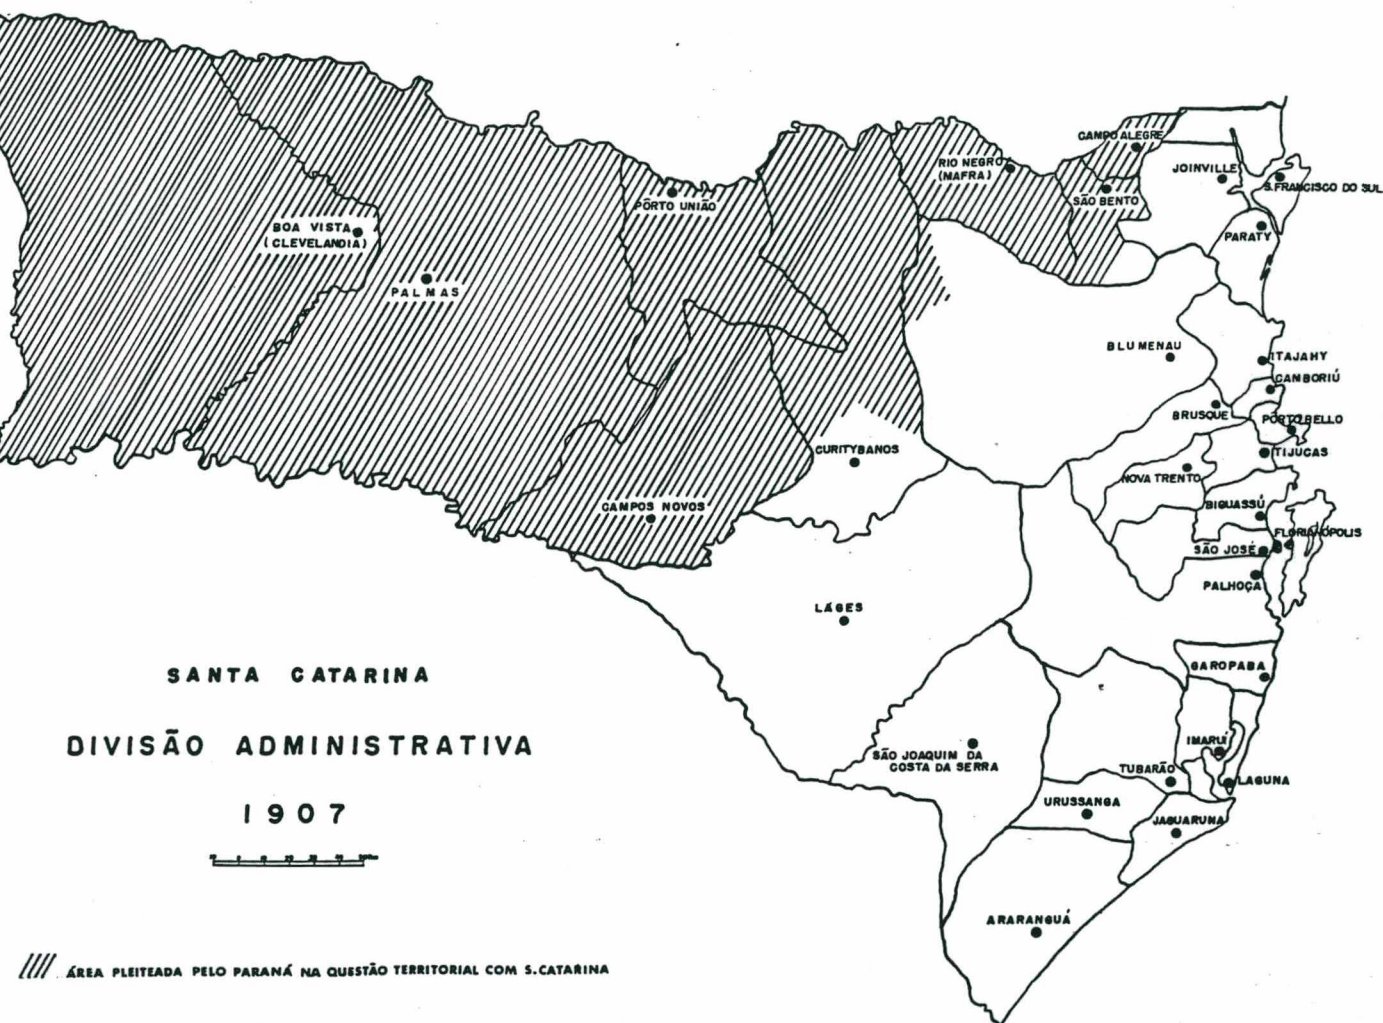 CAMPO ALEGRE
RIO NEGRO
(MAFRA)
JOINVILLE
S.FRANCISCO DO SUL
SÃO BENTO
PÔRTO UNIÃO
BOA VISTA
(CLEVELANDIA)
PARATY
PALMAS
BLUMENAU
ITAJAHY
CAMBORIÚ
BRUSQUE
PÔRTO BELLO
CURITYBANOS
TIJUCAS
NOVA TRENTO
CAMPOS NOVOS
BIGUASSÚ
FLORIANÓPOLIS
SÃO JOSÉ
PALHOÇA
LÁGES
GAROPABA
SANTA CATARINA
DIVISÃO ADMINISTRATIVA
1907
IMARUÍ
SÃO JOAQUIM DA
COSTA DA SERRA
TUBARÃO
LAGUNA
URUSSANGA
JAGUARUNA
ARARANGUÁ
ÁREA PLEITEADA PELO PARANÁ NA QUESTÃO TERRITORIAL COM S.CATARINA